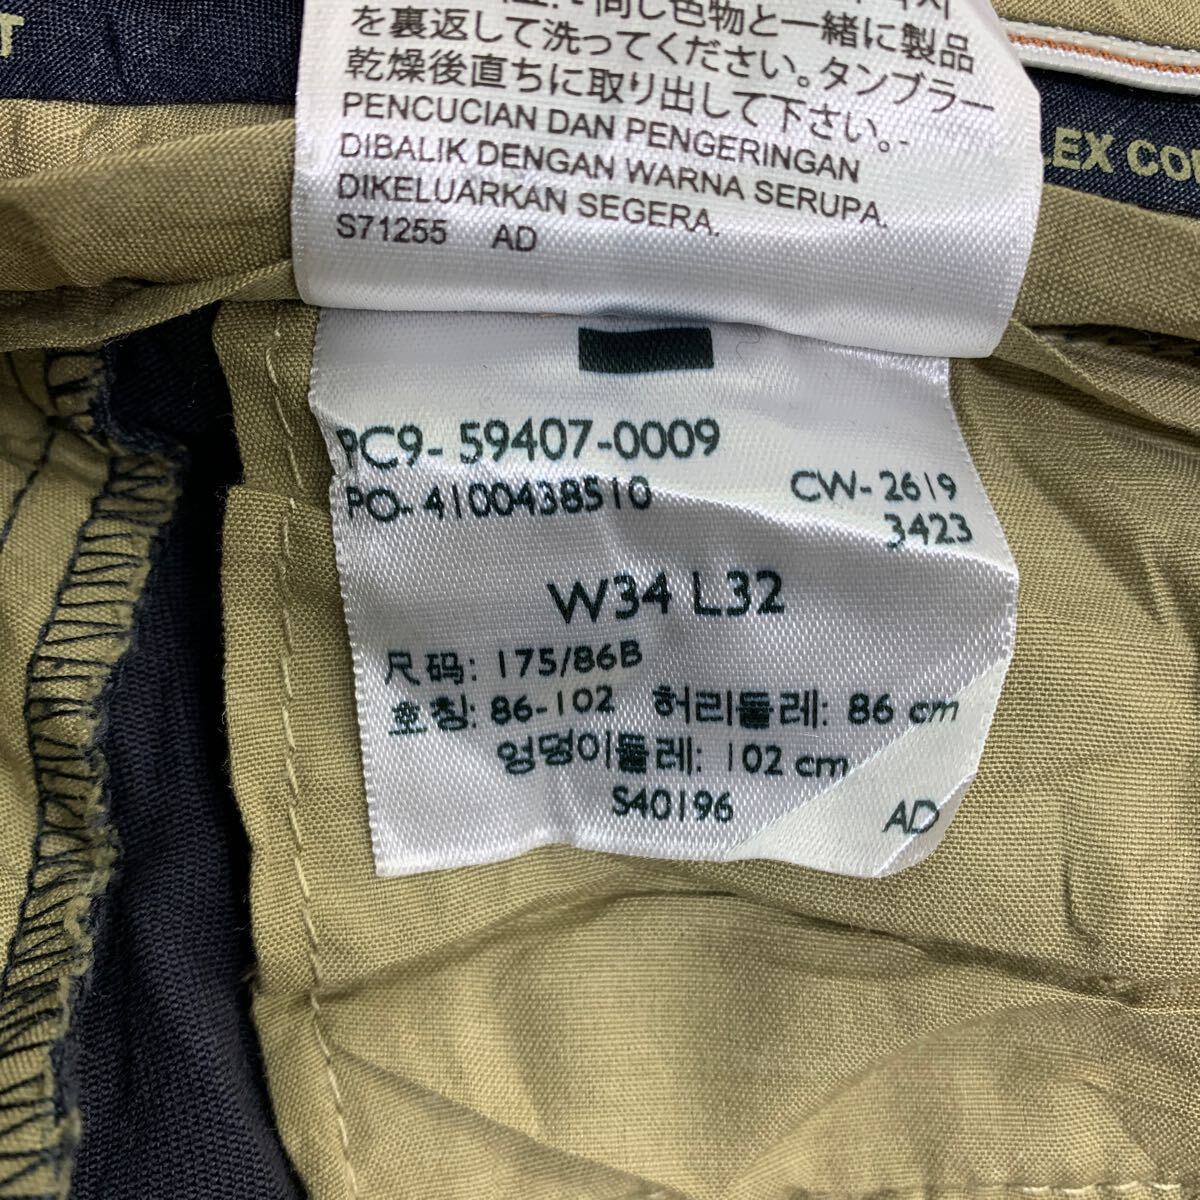 同し色物と一緒に製品
を裏返して洗ってください。タンブラー
乾燥後直ちに取り出して下さい。-
PENCUCIAN DAN PENGERINGAN
DIBALIK DENGAN WARNA SERUPA.
DIKELUARKAN SEGERA.
S71255 AD
T
LEX CO
PC9-59407-0009
PO-4100438510
CW-2619
3423
W34 L32
尺码: 175/86B
호칭: 86-102 허리둘레: 86 cm
엉덩이둘레: 102 cm
S40196
AD